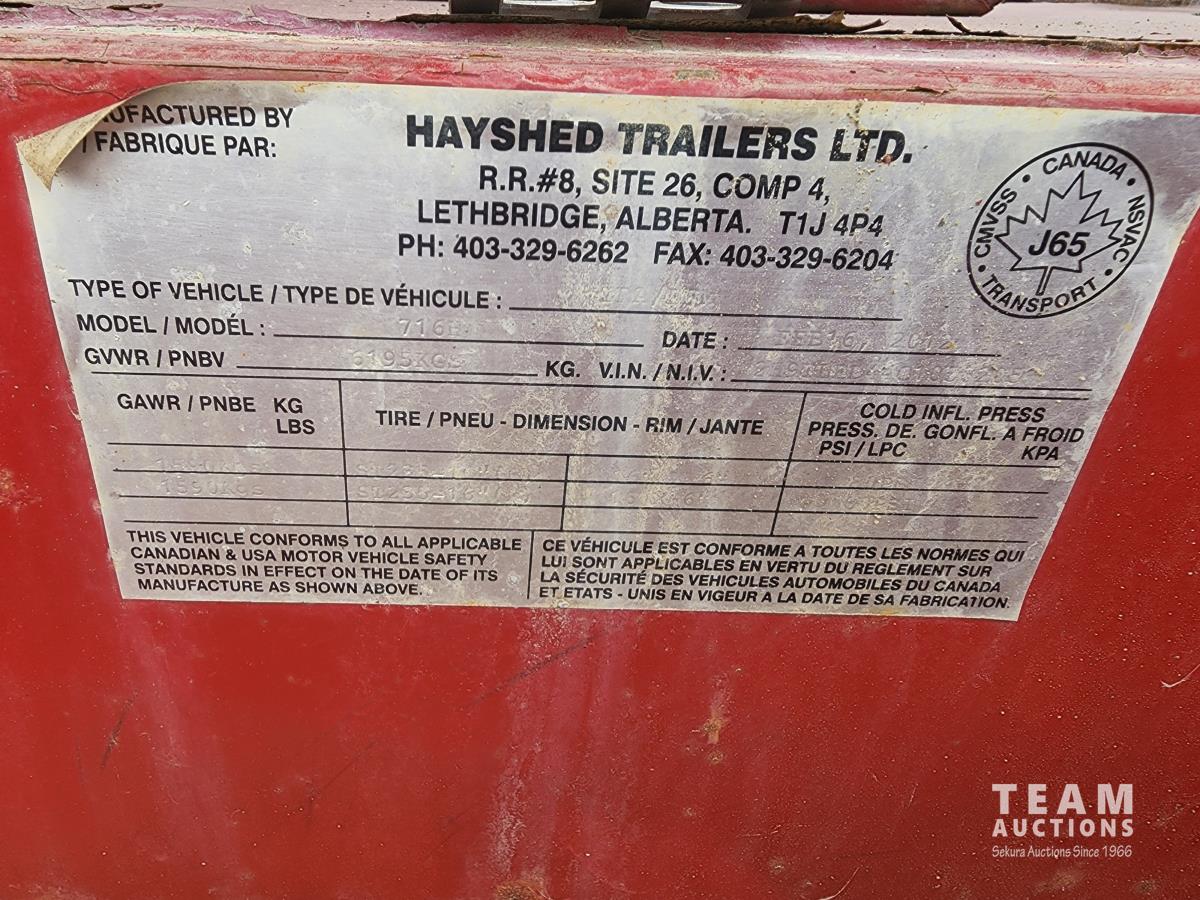 UFACTURED BY
/ FABRIQUE PAR:
HAYSHED TRAILERS LTD.
R.R.#8, SITE 26, COMP 4,
LETHBRIDGE, ALBERTA. T1J 4P4
PH: 403-329-6262 FAX: 403-329-6204
CANADA • NSVAC • TRANSPORT • CMVSS •
J65
TYPE OF VEHICLE / TYPE DE VÉHICULE :
MODEL / MODÉL : DATE : FEB16, 2012
GVWR / PNBV 6195KGS KG. V.I.N. / N.I.V. :
GAWR / PNBE KG
LBS
TIRE / PNEU - DIMENSION - RIM / JANTE
COLD INFL. PRESS
PRESS. DE. GONFL. A FROID
PSI / LPC KPA
1590KGS
1590KGS
THIS VEHICLE CONFORMS TO ALL APPLICABLE
CANADIAN & USA MOTOR VEHICLE SAFETY
STANDARDS IN EFFECT ON THE DATE OF ITS
MANUFACTURE AS SHOWN ABOVE.
CE VÉHICULE EST CONFORME A TOUTES LES NORMES QUI
LUI SONT APPLICABLES EN VERTU DU REGLEMENT SUR
LA SÉCURITÉ DES VEHICULES AUTOMOBILES DU CANADA
ET ETATS - UNIS EN VIGEUR A LA DATE DE SA FABRICATION.
TEAM
AUCTIONS
Sekura Auctions Since 1966